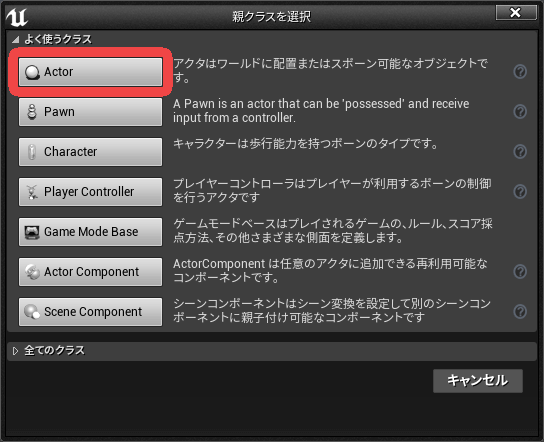 親クラスを選択
よく使うクラス
Actor
アクタはワールドに配置またはスポーン可能なオブジェクトで
す。
Pawn
A Pawn is an actor that can be 'possessed' and receive
input from a controller.
Character
キャラクターは歩行能力を持つポーンのタイプです。
Player Controller
プレイヤーコントローラはプレイヤーが利用するポーンの制御
を行うアクタです
Game Mode Base
ゲームモードベースはプレイされるゲームの、ルール、スコア採
点方法、その他さまざまな側面を定義します。
Actor Component
ActorComponent は任意のアクタに追加できる再利用可能な
コンポーネントです。
Scene Component
シーンコンポーネントはシーン変換を設定して別のシーンコン
ポーネントに親子付け可能なコンポーネントです
全てのクラス
キャンセル